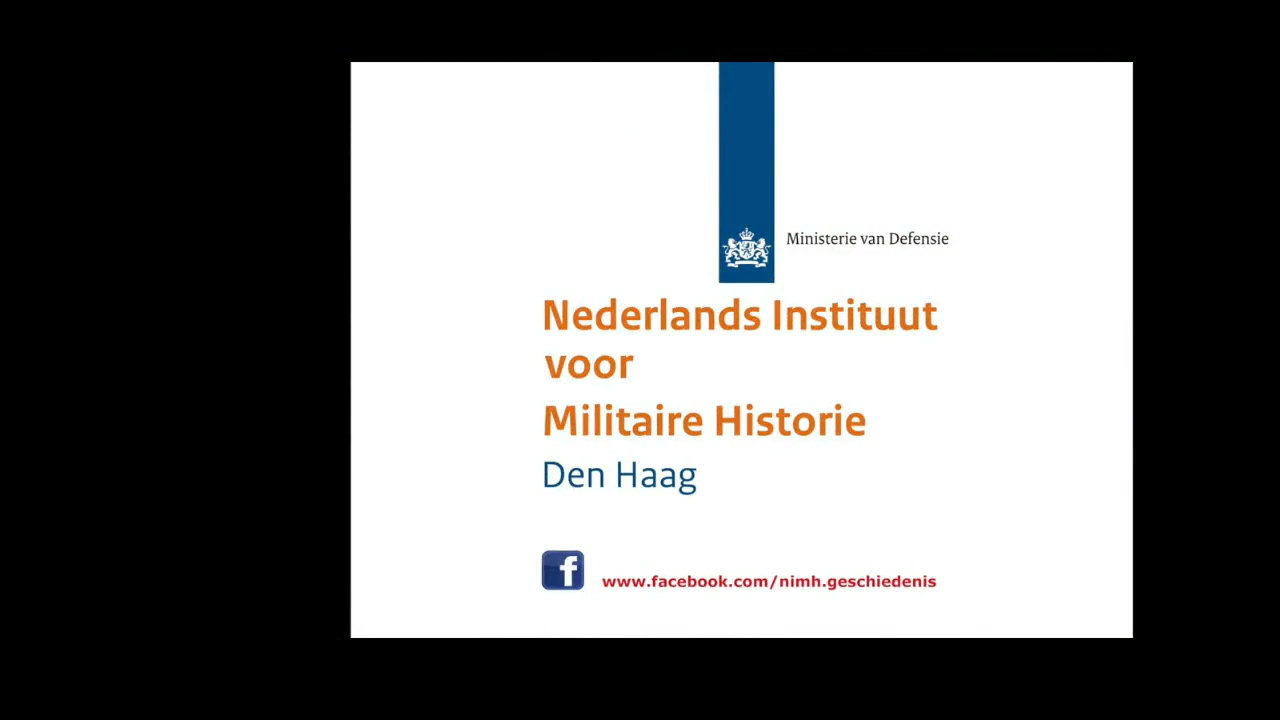 Ministerie van Defensie
Nederlands Instituut
voor
Militaire Historie
Den Haag
f
www.facebook.com/nimh.geschiedenis